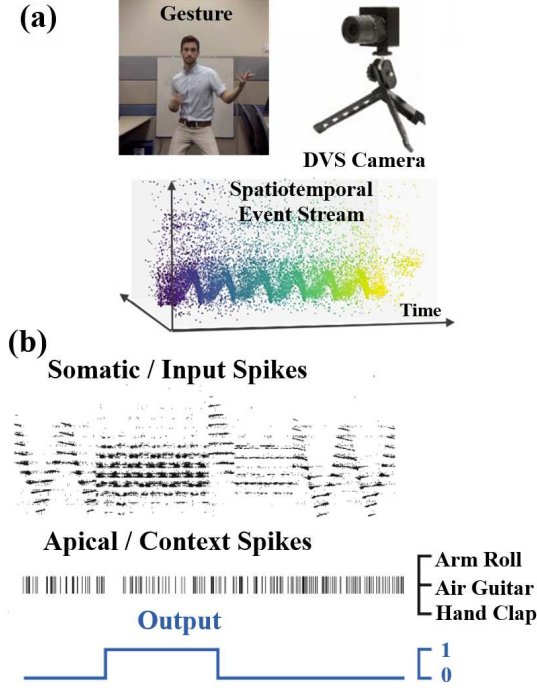 (a)
Gesture
DVS Camera
Spatiotemporal
Event Stream
Time
(b)
Somatic / Input Spikes
Apical / Context Spikes
Arm Roll
Air Guitar
Hand Clap
Output
1
0